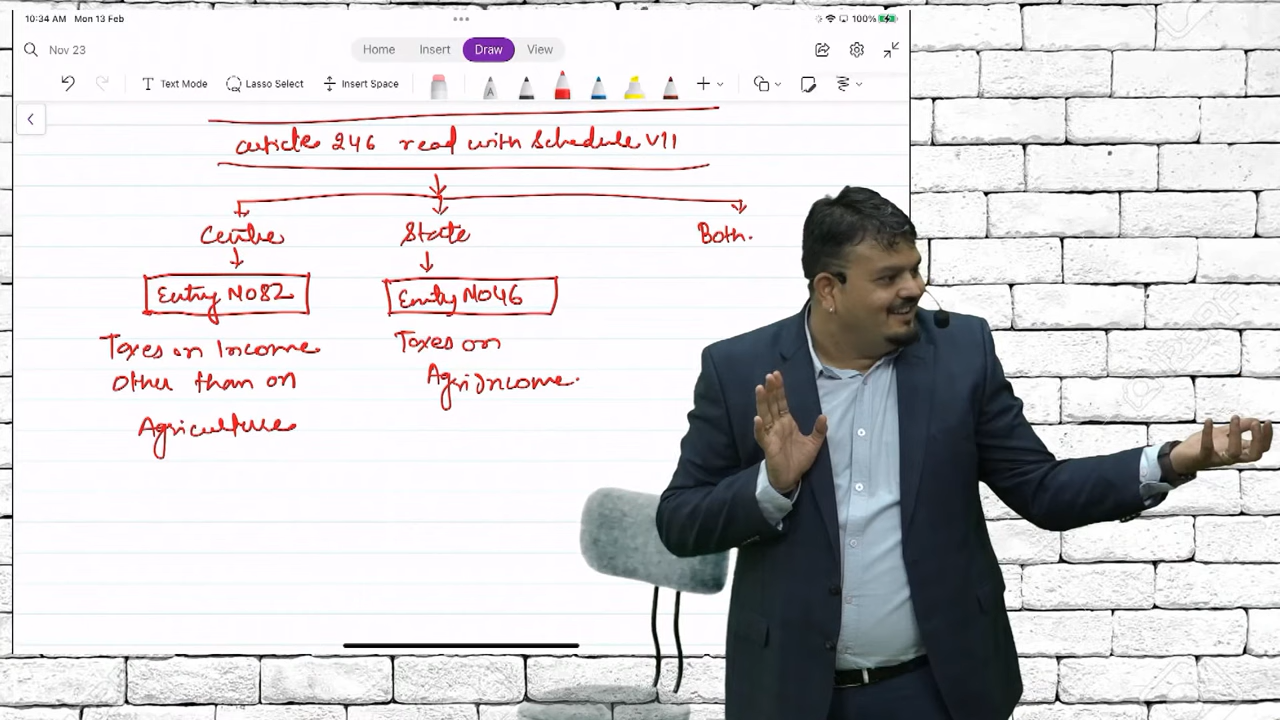 10:34 AM Mon 13 Feb
100%
Nov 23
Home Insert Draw View
Text Mode Lasso Select Insert Space
article 246 read with Schedule VII
Centre State Both.
Entry No 82 Entry No 46
Taxes on Income Taxes on
Other than on Agri Income.
Agriculture